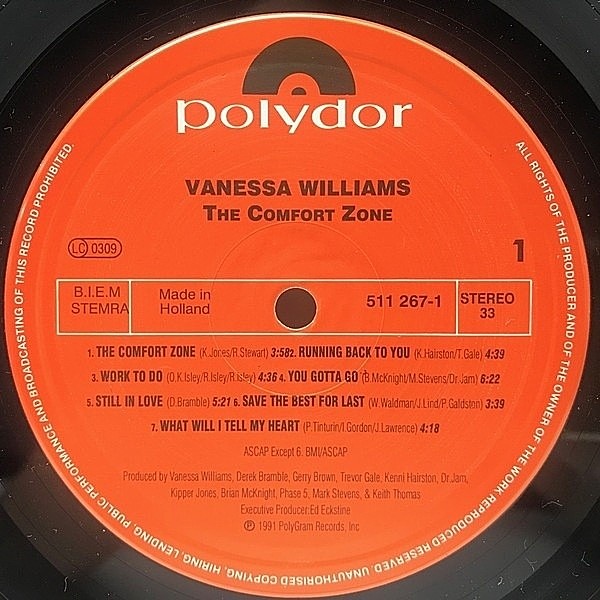 polydor
VANESSA WILLIAMS
THE COMFORT ZONE
LC 0309
1
B.I.E.M
STEMRA
Made in
Holland
511 267-1
STEREO
33
1. THE COMFORT ZONE (K.Jones/R.Stewart) 3:58 2. RUNNING BACK TO YOU (K.Hairston/T.Gale) 4:39
3. WORK TO DO (O.K.Isley/R.Isley/R.Isley) 4:36 4. YOU GOTTA GO (B.McKnight/M.Stevens/Dr.Jam) 6:22
5. STILL IN LOVE (D.Bramble) 5:21 6. SAVE THE BEST FOR LAST (W.Waldman/J.Lind/P.Galdston) 3:39
7. WHAT WILL I TELL MY HEART (P.Tinturin/I.Gordon/J.Lawrence) 4:18
ASCAP Except 6. BMI/ASCAP
Produced by Vanessa Williams, Derek Bramble, Gerry Brown, Trevor Gale, Kenni Hairston, Dr.Jam,
Kipper Jones, Brian McKnight, Phase 5, Mark Stevens, & Keith Thomas
Executive Producer:Ed Eckstine
℗ 1991 PolyGram Records, Inc
ALL RIGHTS OF THE PRODUCER AND OF THE OWNER OF THE WORK REPRODUCED RESERVED. UNAUTHORISED COPYING, HIRING, LENDING, PUBLIC PERFORMANCE AND BROADCASTING OF THIS RECORD PROHIBITED.